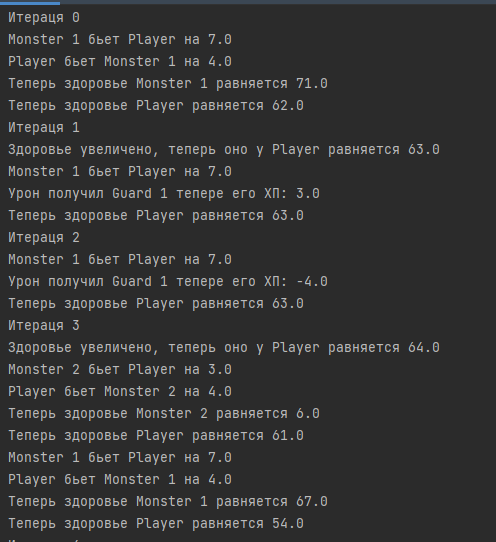 Итераця 0
Monster 1 бьет Player на 7.0
Player бьет Monster 1 на 4.0
Теперь здоровье Monster 1 равняется 71.0
Теперь здоровье Player равняется 62.0
Итераця 1
Здоровье увеличено, теперь оно у Player равняется 63.0
Monster 1 бьет Player на 7.0
Урон получил Guard 1 тепере его ХП: 3.0
Теперь здоровье Player равняется 63.0
Итераця 2
Monster 1 бьет Player на 7.0
Урон получил Guard 1 тепере его ХП: -4.0
Теперь здоровье Player равняется 63.0
Итераця 3
Здоровье увеличено, теперь оно у Player равняется 64.0
Monster 2 бьет Player на 3.0
Player бьет Monster 2 на 4.0
Теперь здоровье Monster 2 равняется 6.0
Теперь здоровье Player равняется 61.0
Monster 1 бьет Player на 7.0
Player бьет Monster 1 на 4.0
Теперь здоровье Monster 1 равняется 67.0
Теперь здоровье Player равняется 54.0